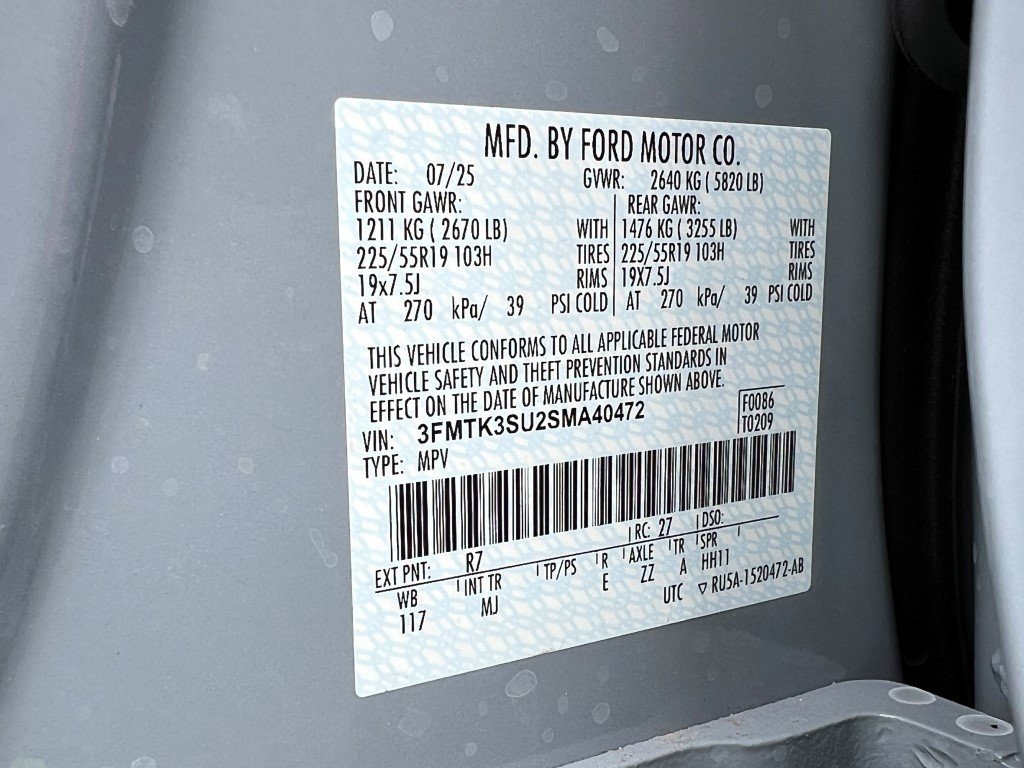 MFD. BY FORD MOTOR CO.
DATE: 07/25 GVWR: 2640 KG ( 5820 LB)
FRONT GAWR: REAR GAWR:
1211 KG ( 2670 LB) WITH 1476 KG ( 3255 LB) WITH
225/55R19 103H TIRES 225/55R19 103H TIRES
19x7.5J RIMS 19x7.5J RIMS
AT 270 kPa/ 39 PSI COLD AT 270 kPa/ 39 PSI COLD
THIS VEHICLE CONFORMS TO ALL APPLICABLE FEDERAL MOTOR
VEHICLE SAFETY AND THEFT PREVENTION STANDARDS IN
EFFECT ON THE DATE OF MANUFACTURE SHOWN ABOVE.
VIN: 3FMTK3SU2SMA40472 F0086
TYPE: MPV T0209
EXT PNT: R7 RC: 27 DSO:
WB INT TR TP/PS R AXLE TR SPR
117 MJ E ZZ A HH11
UTC ▽ RU5A-1520472-AB